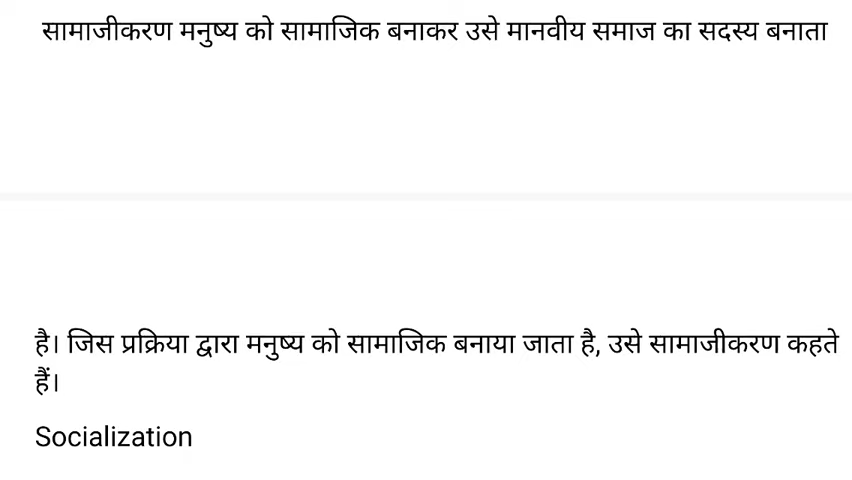 सामाजीकरण मनुष्य को सामाजिक बनाकर उसे मानवीय समाज का सदस्य बनाता
है। जिस प्रक्रिया द्वारा मनुष्य को सामाजिक बनाया जाता है, उसे सामाजीकरण कहते
हैं।
Socialization